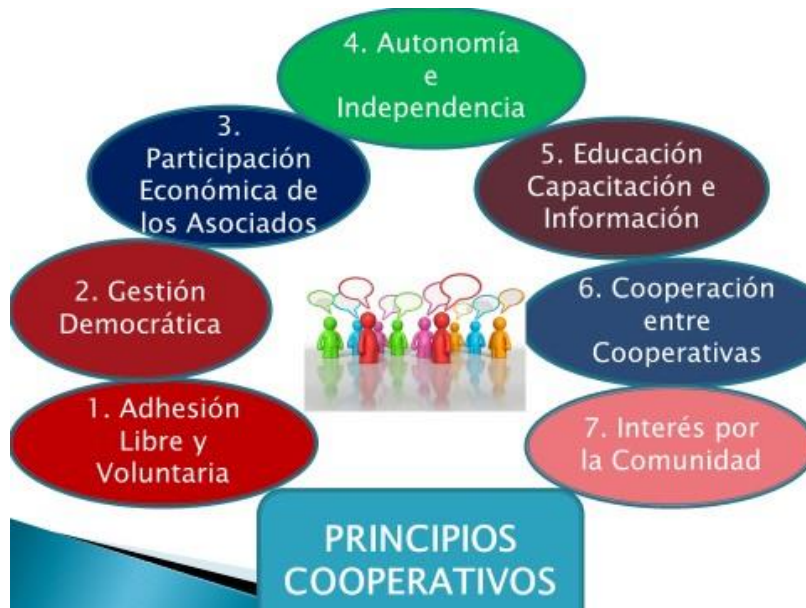 4. Autonomía
e
Independencia
3.
Participación
Económica de
los Asociados
5. Educación
Capacitación e
Información
2. Gestión
Democrática
6. Cooperación
entre
Cooperativas
1. Adhesión
Libre y
Voluntaria
7. Interés por
la Comunidad
PRINCIPIOS
COOPERATIVOS